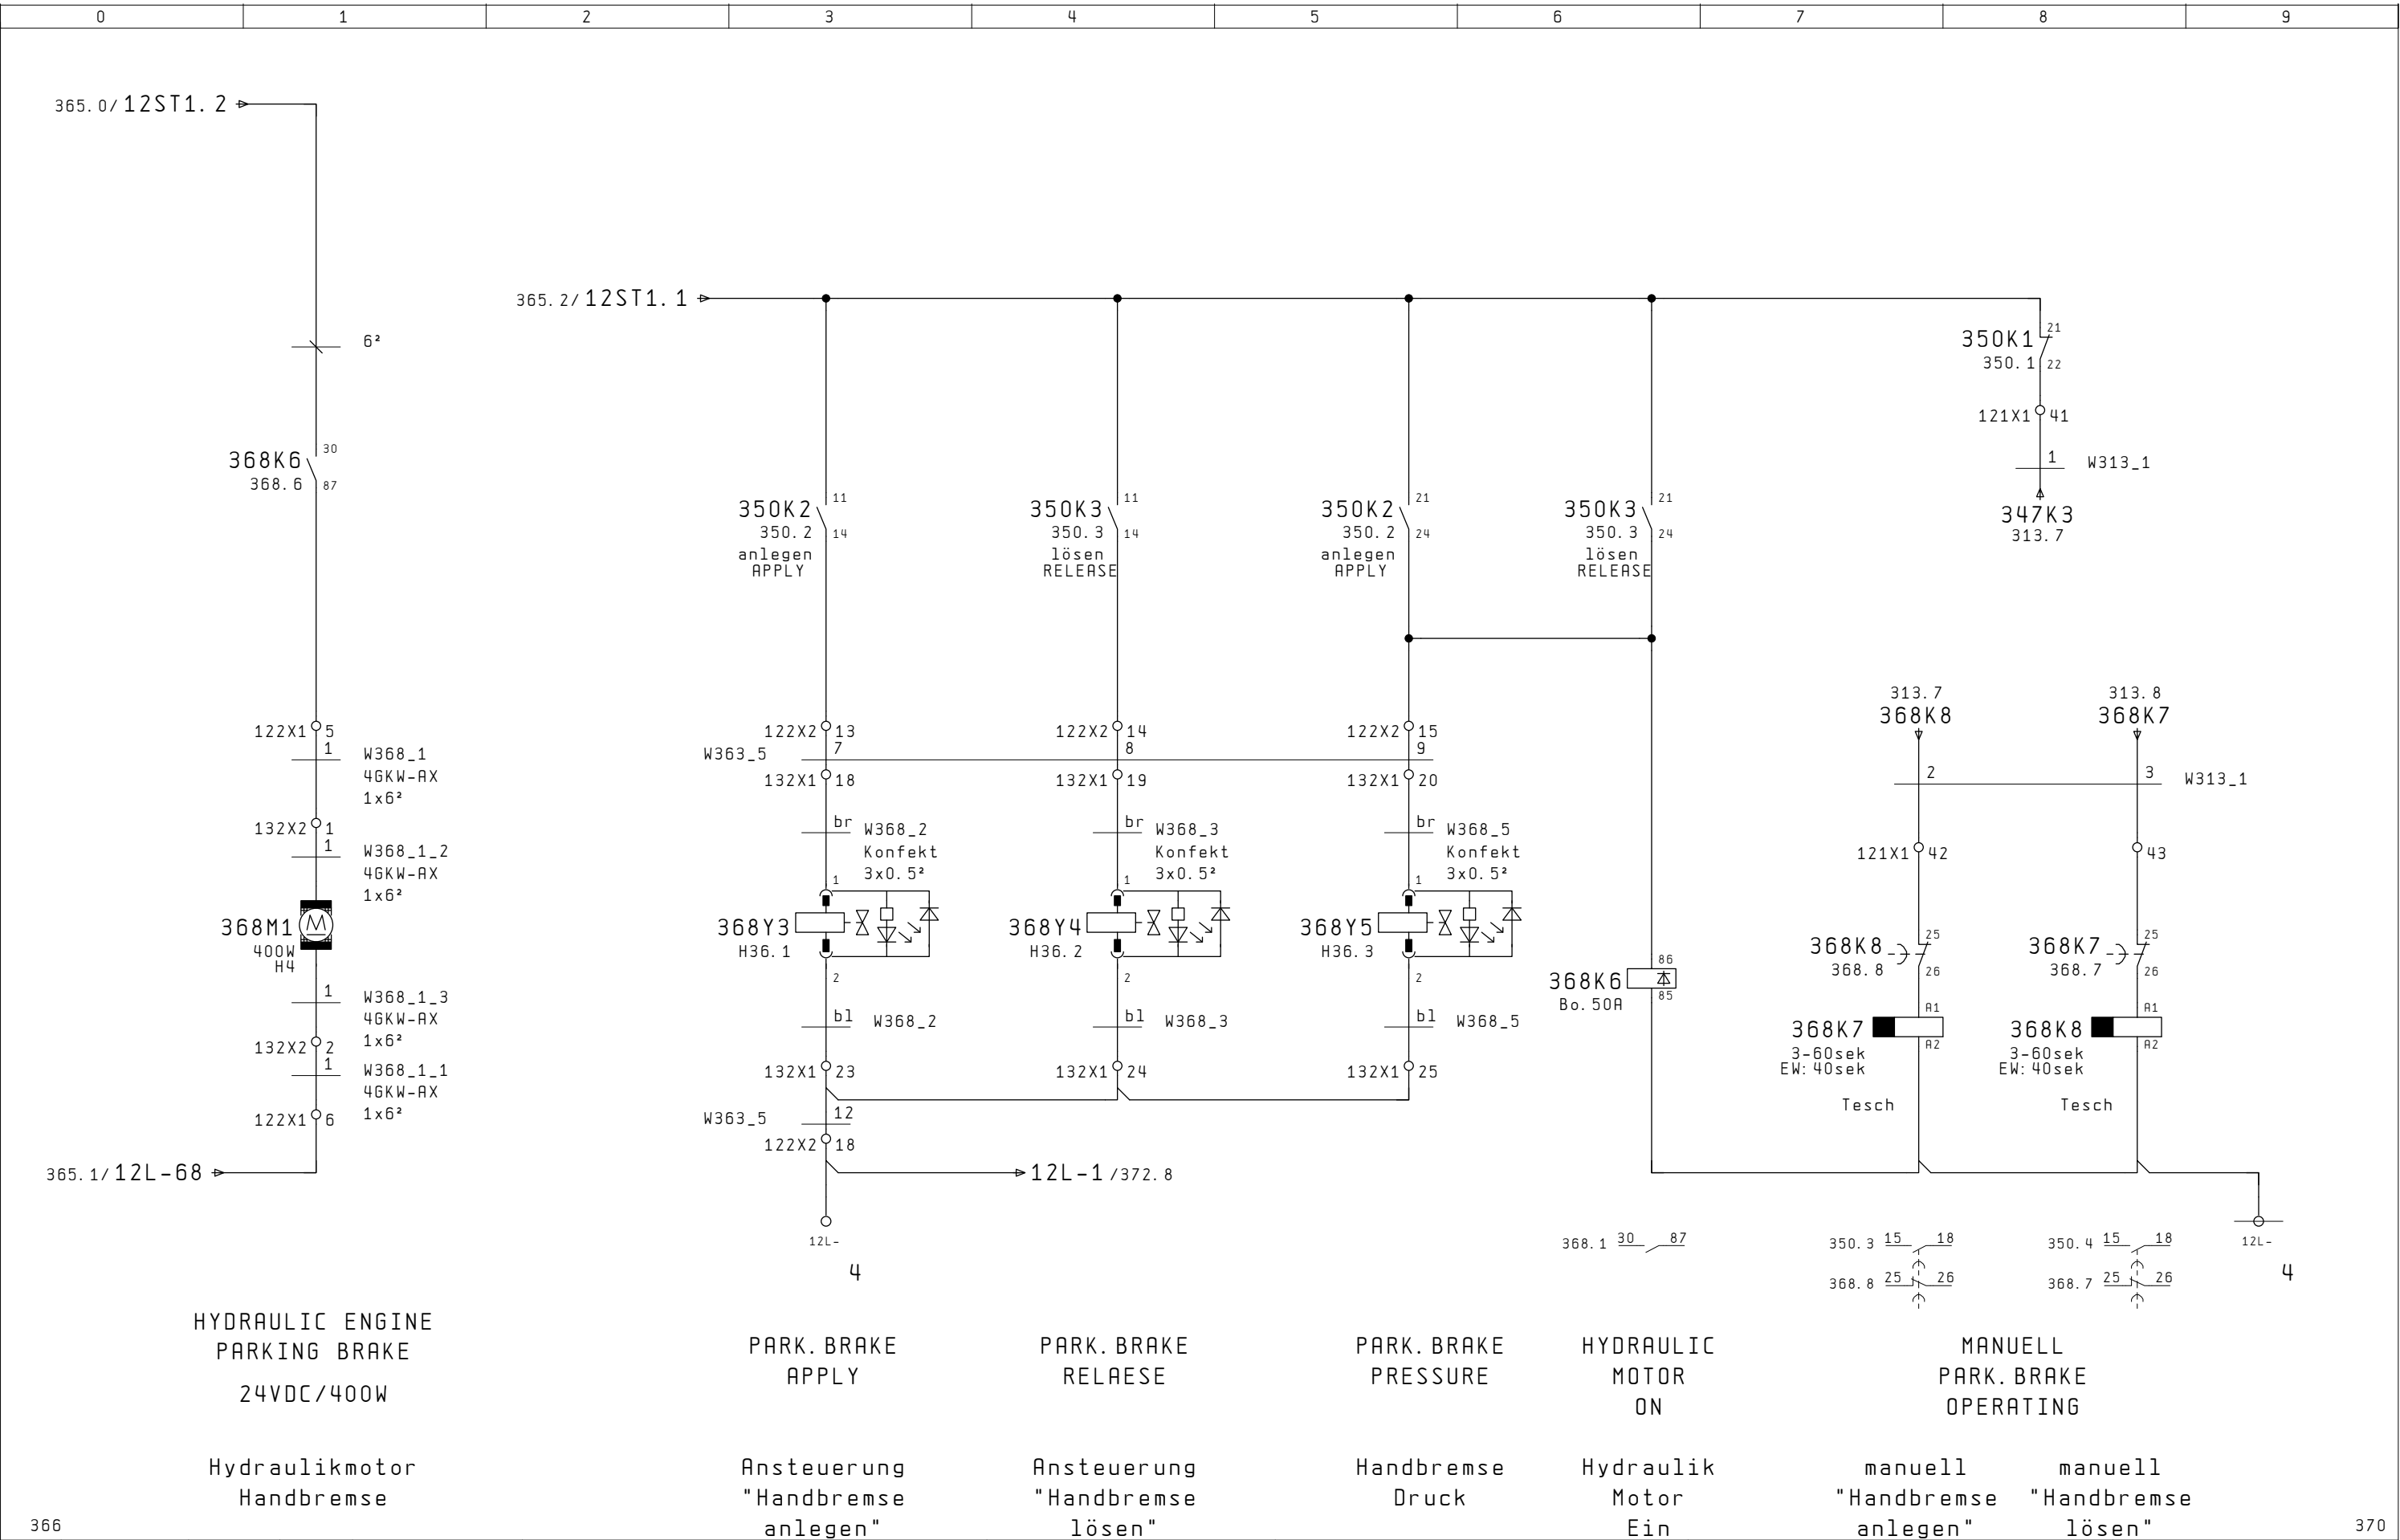 0 1 2 3 4 5 6 7 8 9
365.0/12ST1.2
6²
368K6
368.6
30
87
122X1 5
1 W368_1
4GKW-AX
1x6²
132X2 1
1 W368_1_2
4GKW-AX
1x6²
368M1
400W
H4
M
1 W368_1_3
4GKW-AX
1x6²
132X2 2
1 W368_1_1
4GKW-AX
1x6²
122X1 6
365.1/12L-68
365.2/12ST1.1
350K2
350.2
anlegen
APPLY
11
14
122X2 13
W363_5 7
132X1 18
br W368_2
Konfekt
3x0.5²
1
368Y3
H36.1
2
bl W368_2
132X1 23
W363_5 12
122X2 18
12L-1/372.8
12L-
4
350K3
350.3
lösen
RELEASE
11
14
122X2 14
8
132X1 19
br W368_3
Konfekt
3x0.5²
1
368Y4
H36.2
2
bl W368_3
132X1 24
350K2
350.2
anlegen
APPLY
21
24
122X2 15
9
132X1 20
br W368_5
Konfekt
3x0.5²
1
368Y5
H36.3
2
bl W368_5
132X1 25
350K3
350.3
lösen
RELEASE
21
24
368K6
Bo.50A
86
85
368.1 30 87
350K1
350.1
21
22
121X1 41
1 W313_1
347K3
313.7
313.7
368K8
2
121X1 42
368K8
368.8
25
26
368K7
3-60sek
EW:40sek
A1
A2
Tesch
350.3 15 18
368.8 25 26
313.8
368K7
3 W313_1
43
368K7
368.7
25
26
368K8
3-60sek
EW:40sek
A1
A2
Tesch
350.4 15 18
368.7 25 26
12L-
4
HYDRAULIC ENGINE
PARKING BRAKE
24VDC/400W
Hydraulikmotor
Handbremse
PARK.BRAKE
APPLY
Ansteuerung
"Handbremse
anlegen"
PARK.BRAKE
RELAESE
Ansteuerung
"Handbremse
lösen"
PARK.BRAKE
PRESSURE
Handbremse
Druck
HYDRAULIC
MOTOR
ON
Hydraulik
Motor
Ein
MANUELL
PARK.BRAKE
OPERATING
manuell
"Handbremse
anlegen"
manuell
"Handbremse
lösen"
366
370